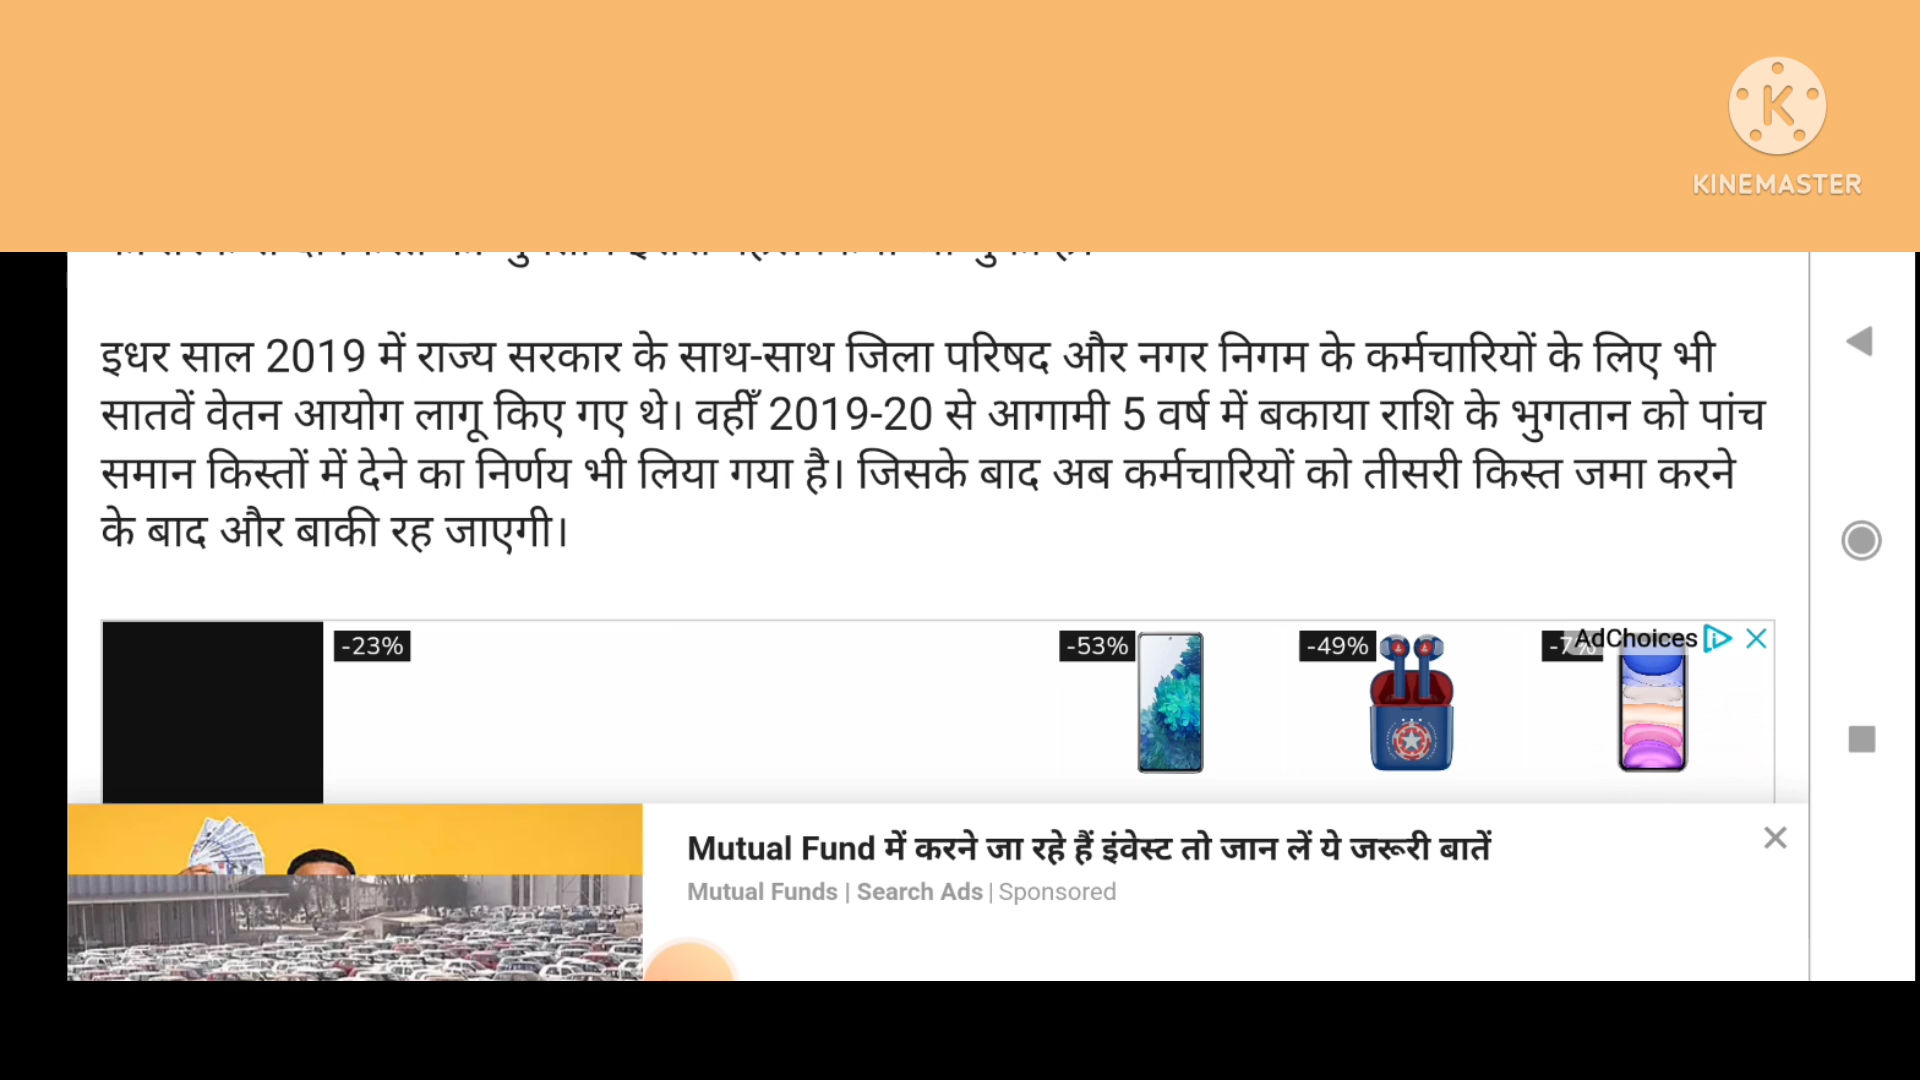 KINEMASTER
इधर साल 2019 में राज्य सरकार के साथ-साथ जिला परिषद और नगर निगम के कर्मचारियों के लिए भी
सातवें वेतन आयोग लागू किए गए थे। वहीँ 2019-20 से आगामी 5 वर्ष में बकाया राशि के भुगतान को पांच
समान किस्तों में देने का निर्णय भी लिया गया है। जिसके बाद अब कर्मचारियों को तीसरी किस्त जमा करने
के बाद और बाकी रह जाएगी।
-23%
-53%
-49%
AdChoices
Mutual Fund में करने जा रहे हैं इंवेस्ट तो जान लें ये जरूरी बातें
Mutual Funds | Search Ads | Sponsored